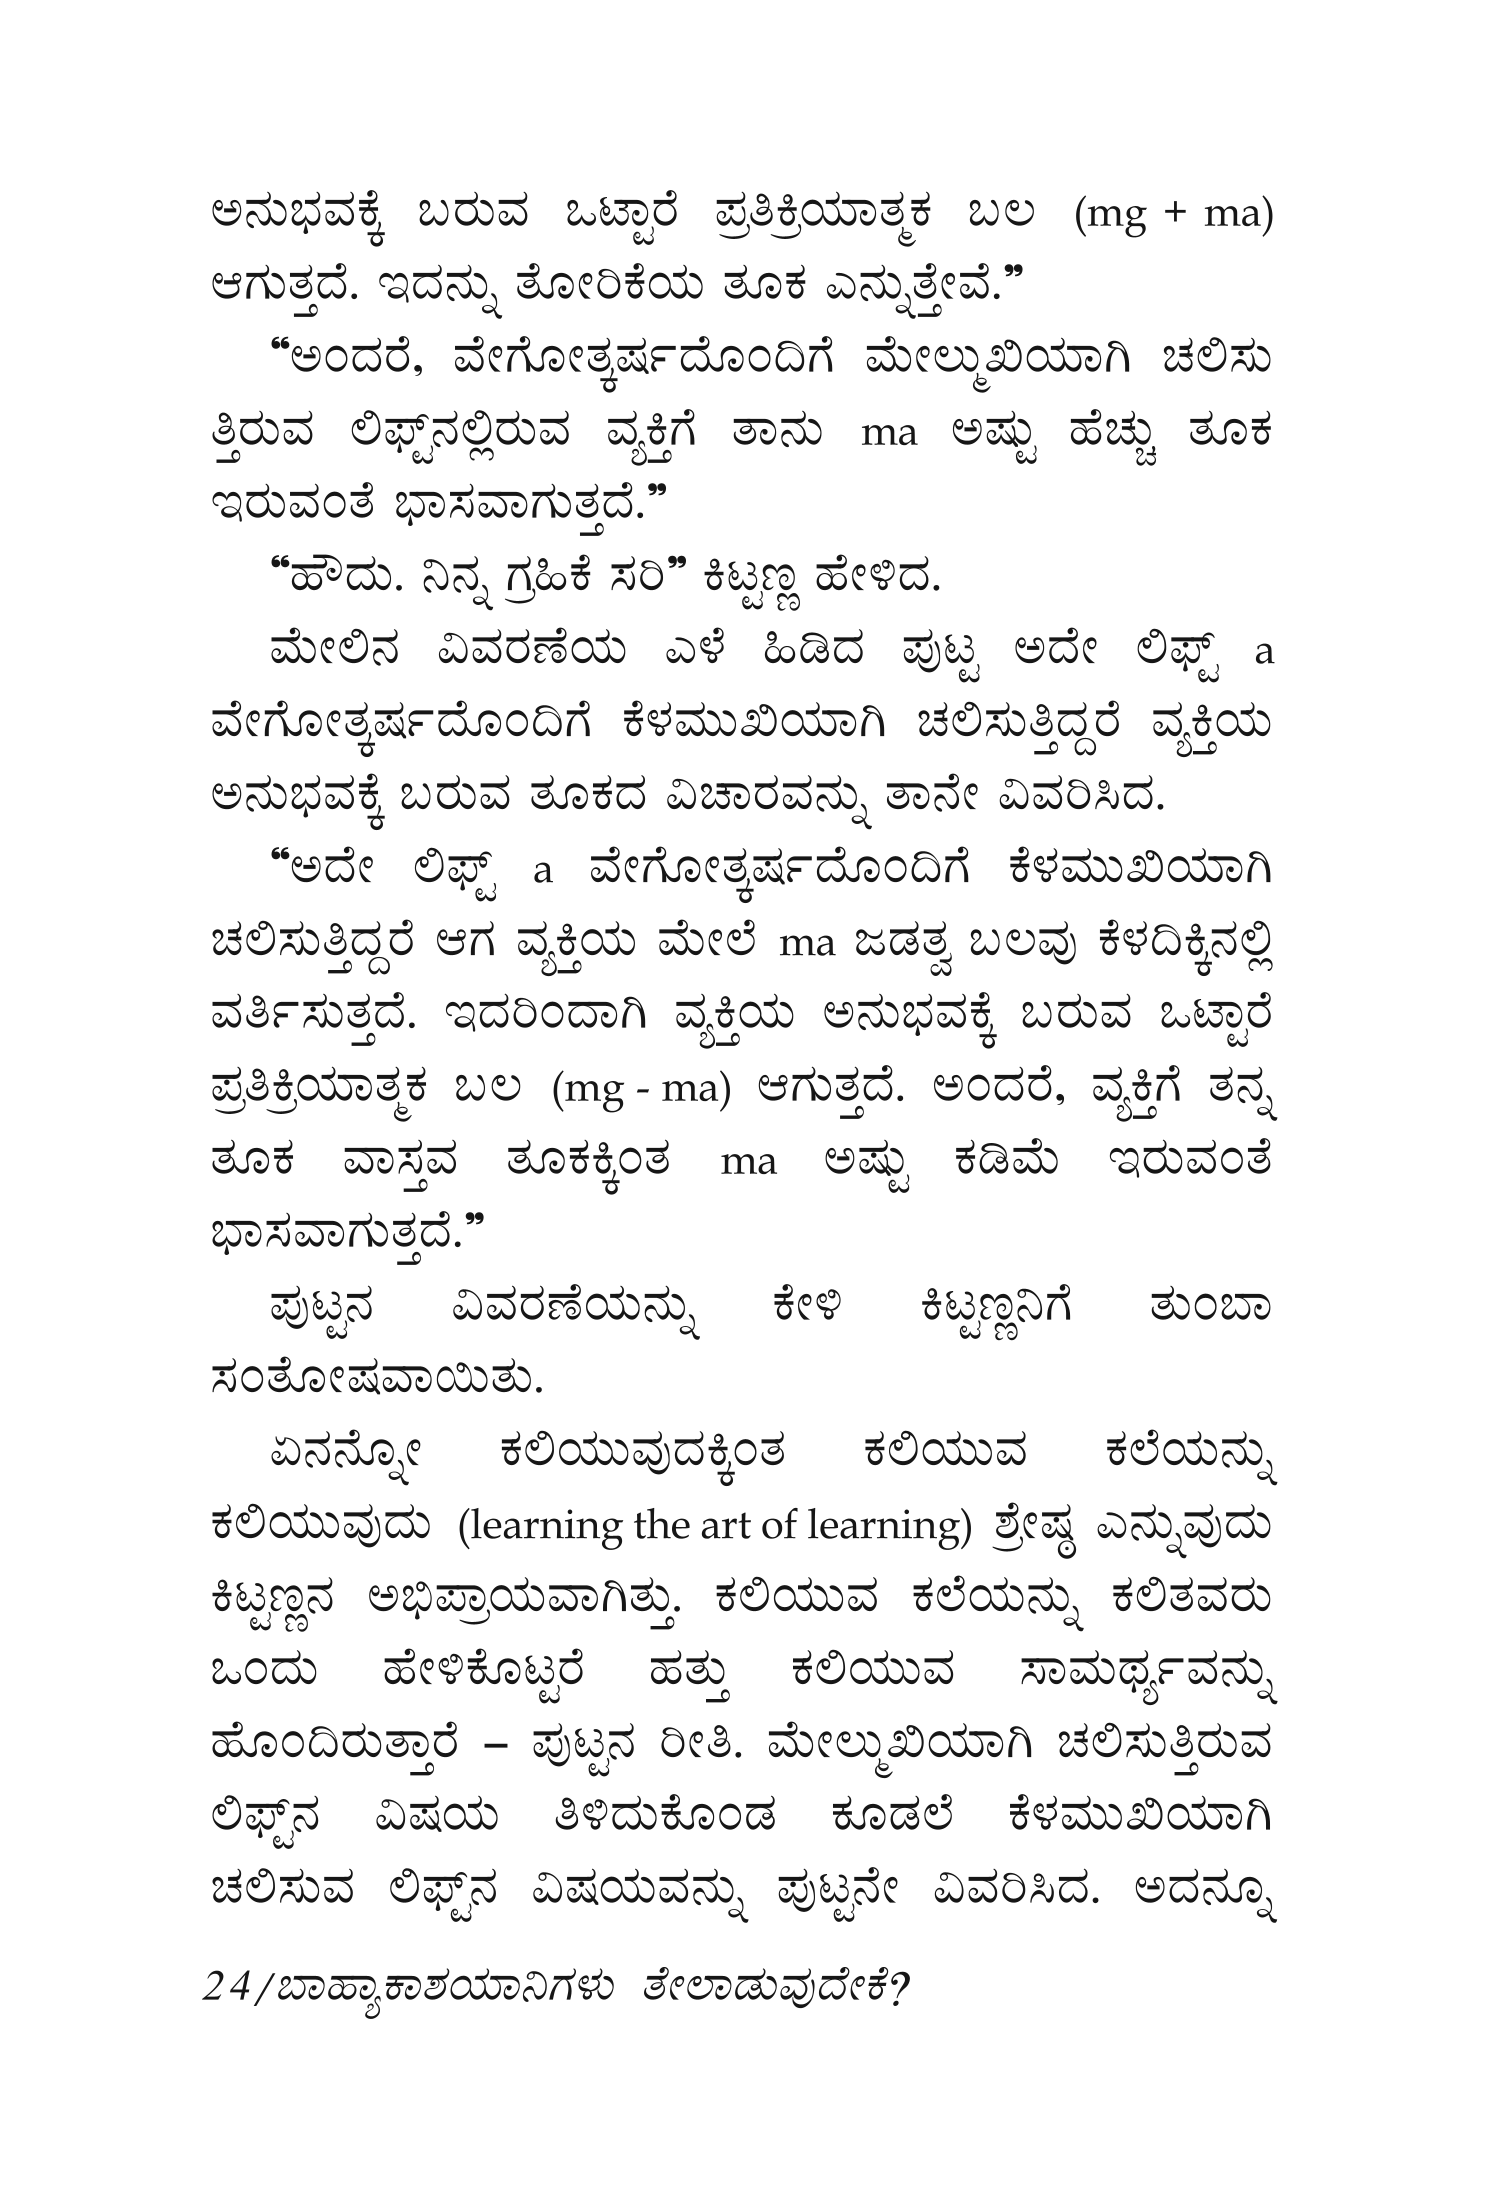 ಅನುಭವಕ್ಕೆ ಬರುವ ಒಟ್ಟಾರೆ ಪ್ರತಿಕ್ರಿಯಾತ್ಮಕ ಬಲ (mg + ma)
ಆಗುತ್ತದೆ. ಇದನ್ನು ತೋರಿಕೆಯ ತೂಕ ಎನ್ನುತ್ತೇವೆ.”
“ಅಂದರೆ, ವೇಗೋತ್ಕರ್ಷದೊಂದಿಗೆ ಮೇಲ್ಮುಖಿಯಾಗಿ ಚಲಿಸು
ತ್ತಿರುವ ಲಿಫ್ಟ್‌ನಲ್ಲಿರುವ ವ್ಯಕ್ತಿಗೆ ತಾನು ma ಅಷ್ಟು ಹೆಚ್ಚು ತೂಕ
ಇರುವಂತೆ ಭಾಸವಾಗುತ್ತದೆ.”
“ಹೌದು. ನಿನ್ನ ಗ್ರಹಿಕೆ ಸರಿ” ಕಿಟ್ಟಣ್ಣ ಹೇಳಿದ.
ಮೇಲಿನ ವಿವರಣೆಯ ಎಳೆ ಹಿಡಿದ ಪುಟ್ಟ ಅದೇ ಲಿಫ್ಟ್ a
ವೇಗೋತ್ಕರ್ಷದೊಂದಿಗೆ ಕೆಳಮುಖಿಯಾಗಿ ಚಲಿಸುತ್ತಿದ್ದರೆ ವ್ಯಕ್ತಿಯ
ಅನುಭವಕ್ಕೆ ಬರುವ ತೂಕದ ವಿಚಾರವನ್ನು ತಾನೇ ವಿವರಿಸಿದ.
“ಅದೇ ಲಿಫ್ಟ್ a ವೇಗೋತ್ಕರ್ಷದೊಂದಿಗೆ ಕೆಳಮುಖಿಯಾಗಿ
ಚಲಿಸುತ್ತಿದ್ದರೆ ಆಗ ವ್ಯಕ್ತಿಯ ಮೇಲೆ ma ಜಡತ್ವ ಬಲವು ಕೆಳದಿಕ್ಕಿನಲ್ಲಿ
ವರ್ತಿಸುತ್ತದೆ. ಇದರಿಂದಾಗಿ ವ್ಯಕ್ತಿಯ ಅನುಭವಕ್ಕೆ ಬರುವ ಒಟ್ಟಾರೆ
ಪ್ರತಿಕ್ರಿಯಾತ್ಮಕ ಬಲ (mg - ma) ಆಗುತ್ತದೆ. ಅಂದರೆ, ವ್ಯಕ್ತಿಗೆ ತನ್ನ
ತೂಕ ವಾಸ್ತವ ತೂಕಕ್ಕಿಂತ ma ಅಷ್ಟು ಕಡಿಮೆ ಇರುವಂತೆ
ಭಾಸವಾಗುತ್ತದೆ.”
ಪುಟ್ಟನ ವಿವರಣೆಯನ್ನು ಕೇಳಿ ಕಿಟ್ಟಣ್ಣನಿಗೆ ತುಂಬಾ
ಸಂತೋಷವಾಯಿತು.
ಏನನ್ನೋ ಕಲಿಯುವುದಕ್ಕಿಂತ ಕಲಿಯುವ ಕಲೆಯನ್ನು
ಕಲಿಯುವುದು (learning the art of learning) ಶ್ರೇಷ್ಠ ಎನ್ನುವುದು
ಕಿಟ್ಟಣ್ಣನ ಅಭಿಪ್ರಾಯವಾಗಿತ್ತು. ಕಲಿಯುವ ಕಲೆಯನ್ನು ಕಲಿತವರು
ಒಂದು ಹೇಳಿಕೊಟ್ಟರೆ ಹತ್ತು ಕಲಿಯುವ ಸಾಮರ್ಥ್ಯವನ್ನು
ಹೊಂದಿರುತ್ತಾರೆ – ಪುಟ್ಟನ ರೀತಿ. ಮೇಲ್ಮುಖಿಯಾಗಿ ಚಲಿಸುತ್ತಿರುವ
ಲಿಫ್ಟ್‌ನ ವಿಷಯ ತಿಳಿದುಕೊಂಡ ಕೂಡಲೆ ಕೆಳಮುಖಿಯಾಗಿ
ಚಲಿಸುವ ಲಿಫ್ಟ್‌ನ ವಿಷಯವನ್ನು ಪುಟ್ಟನೇ ವಿವರಿಸಿದ. ಅದನ್ನೂ
24/ಬಾಹ್ಯಾಕಾಶಯಾನಿಗಳು ತೇಲಾಡುವುದೇಕೆ?